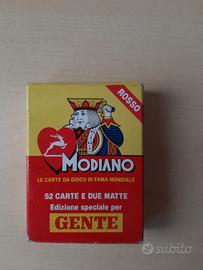 ROSSO
MODIANO
LE CARTE DA GIOCO DI FAMA MONDIALE
52 CARTE E DUE MATTE
Edizione speciale per
GENTE
subito